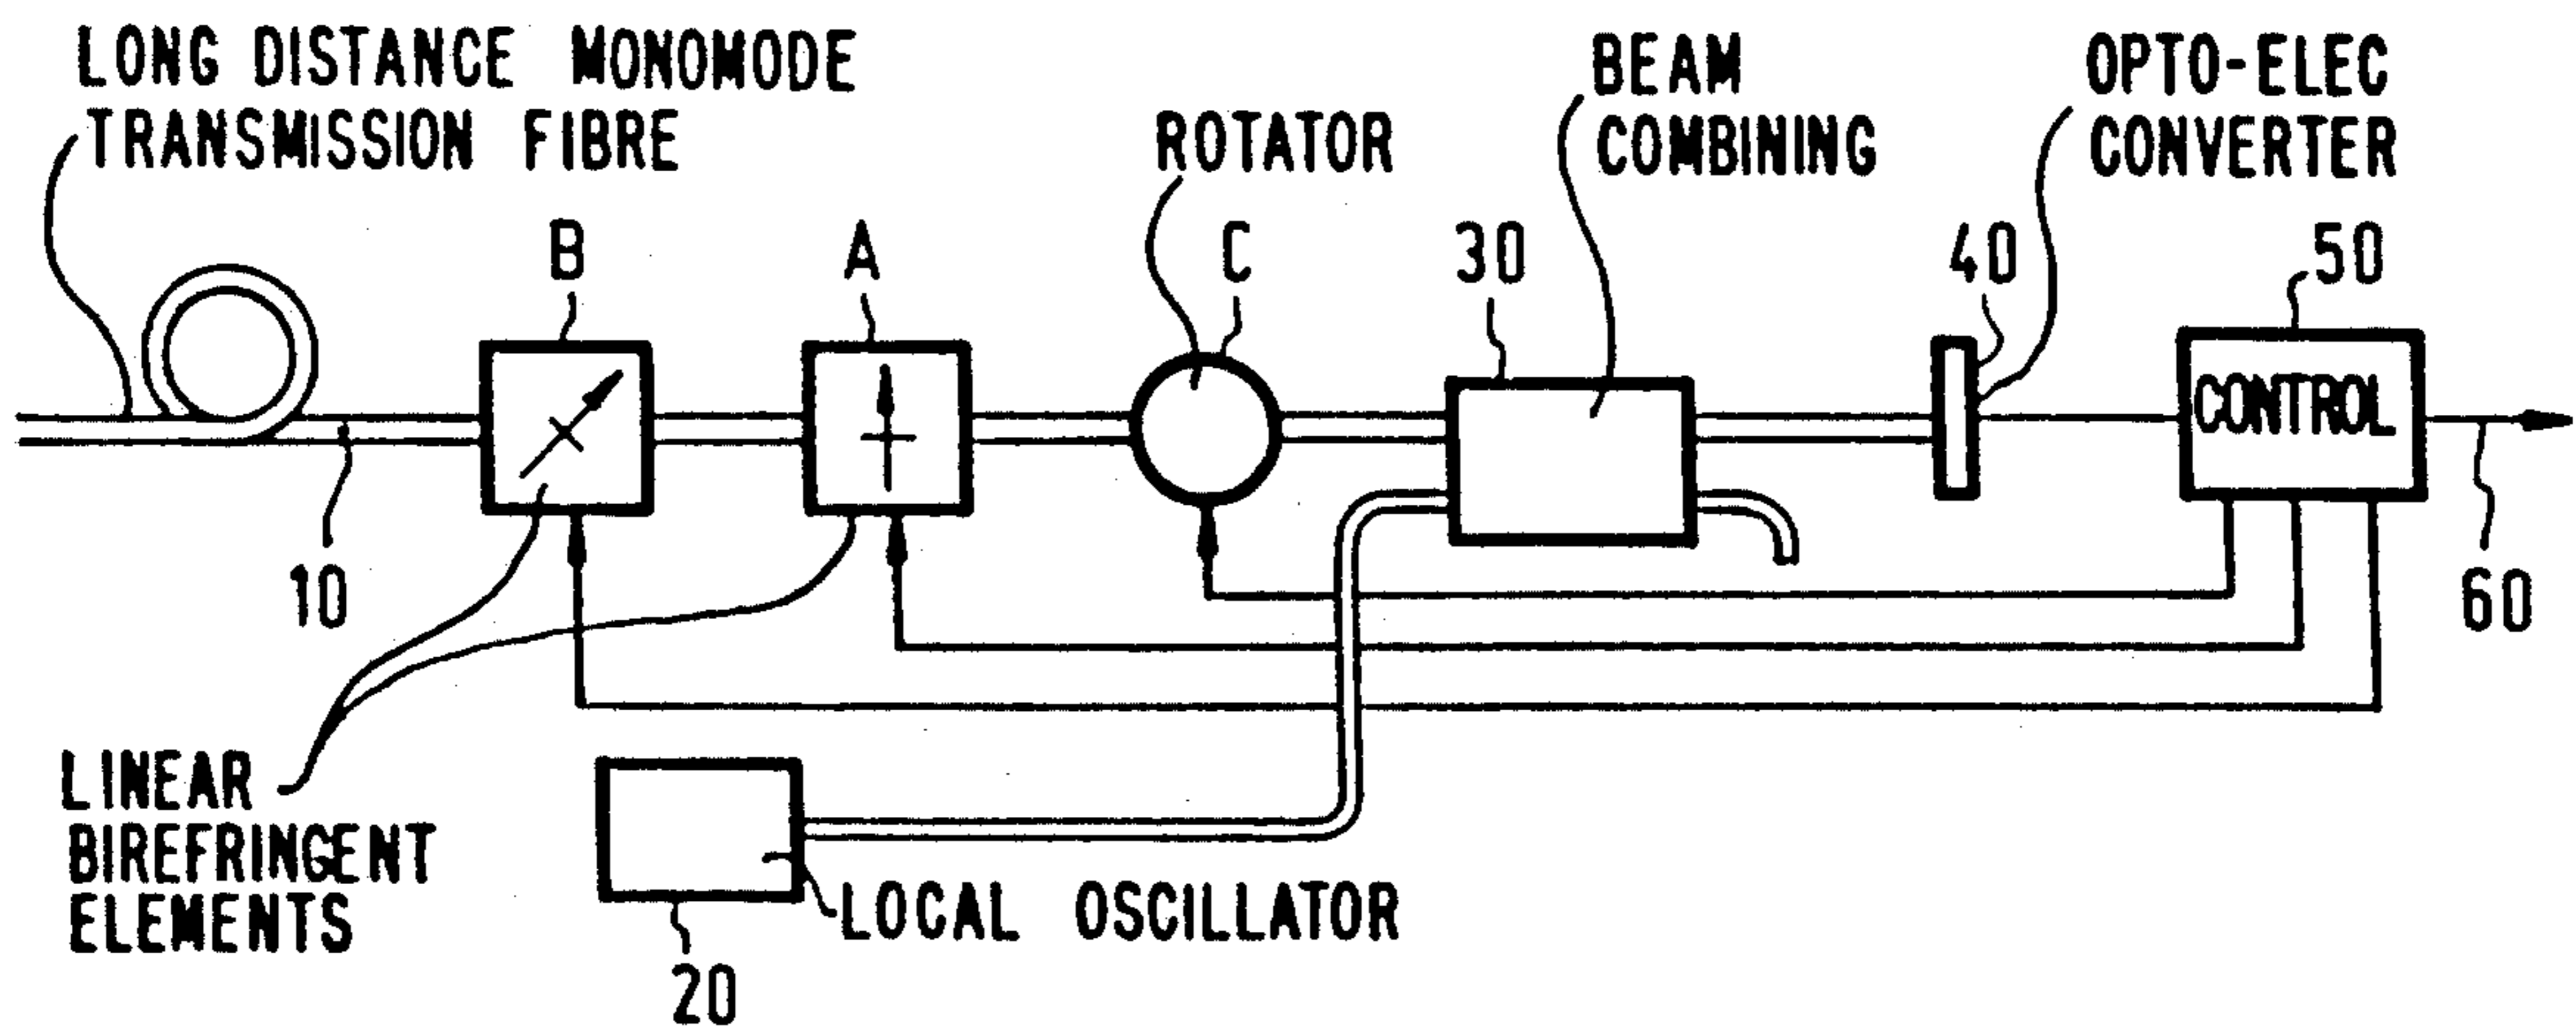 LONG DISTANCE MONOMODE
TRANSMISSION FIBRE
ROTATOR
BEAM
COMBINING
OPTO-ELEC
CONVERTER
B
A
C
30
40
50
CONTROL
10
60
LINEAR
BIREFRINGENT
ELEMENTS
LOCAL OSCILLATOR
20